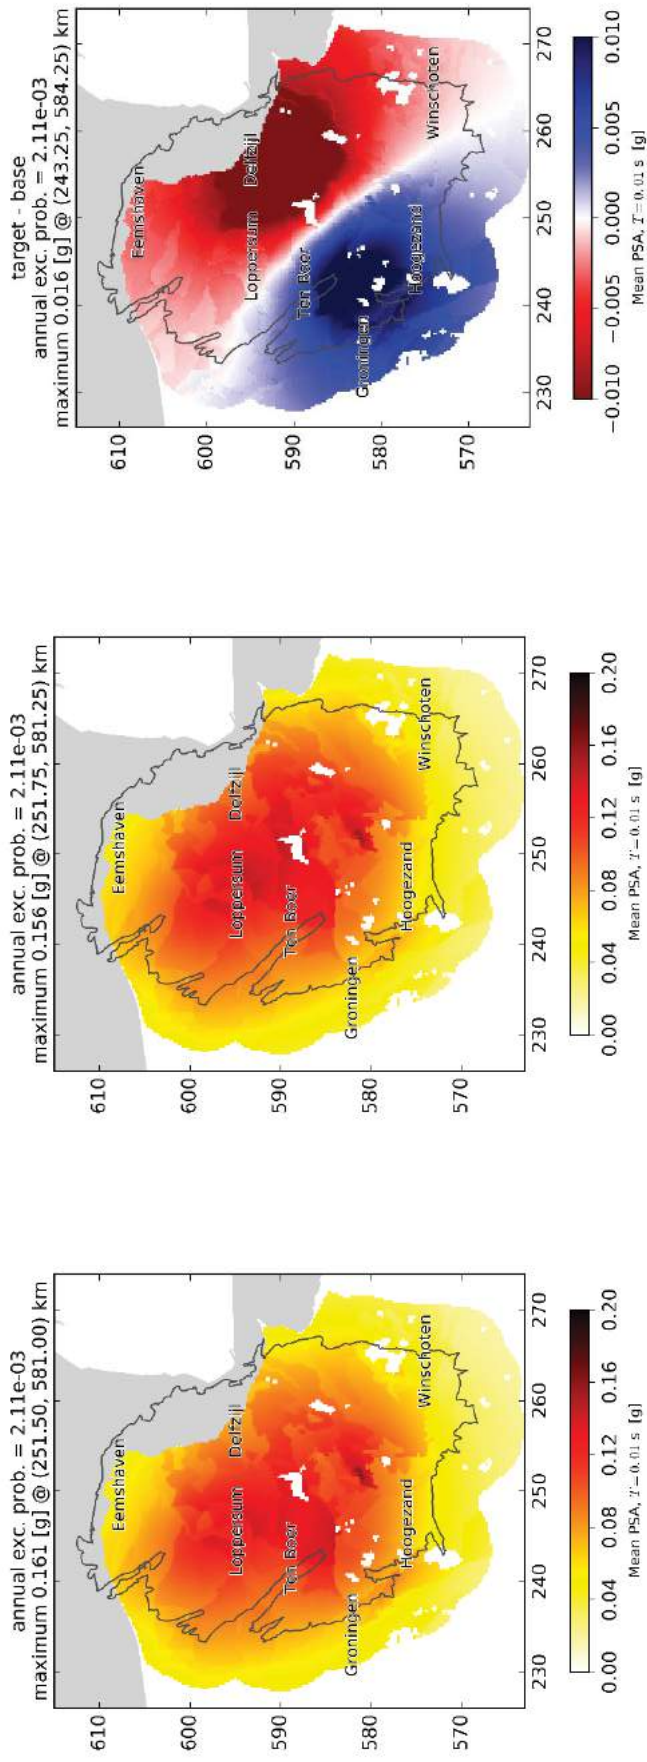 annual exc. prob. = 2.11e-03
maximum 0.161 [g] @ (251.50, 581.00) km
610
600
590
580
570
Eemshaven
Delfzijl
Loppersum
Ten Boer
Groningen
Hoogezand
Winschoten
230
240
250
260
270
0.00
0.04
0.08
0.12
0.16
0.20
Mean PSA, T=0.01 s [g]
annual exc. prob. = 2.11e-03
maximum 0.156 [g] @ (251.75, 581.25) km
610
600
590
580
570
Eemshaven
Delfzijl
Loppersum
Ten Boer
Groningen
Hoogezand
Winschoten
230
240
250
260
270
0.00
0.04
0.08
0.12
0.16
0.20
Mean PSA, T=0.01 s [g]
target - base
annual exc. prob. = 2.11e-03
maximum 0.016 [g] @ (243.25, 584.25) km
610
600
590
580
570
Eemshaven
Delfzijl
Loppersum
Ten Boer
Groningen
Hoogezand
Winschoten
230
240
250
260
270
−0.010
−0.005
0.000
0.005
0.010
Mean PSA, T=0.01 s [g]